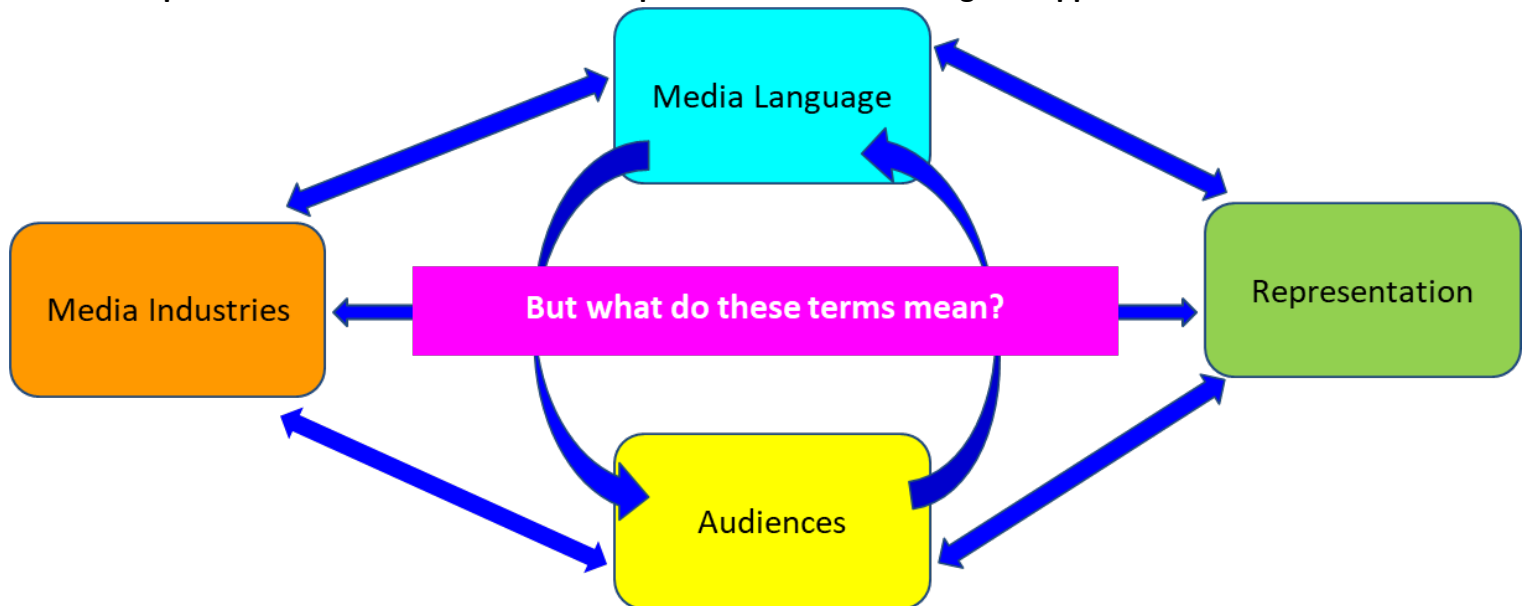 Media Language
Media Industries
But what do these terms mean?
Representation
Audiences